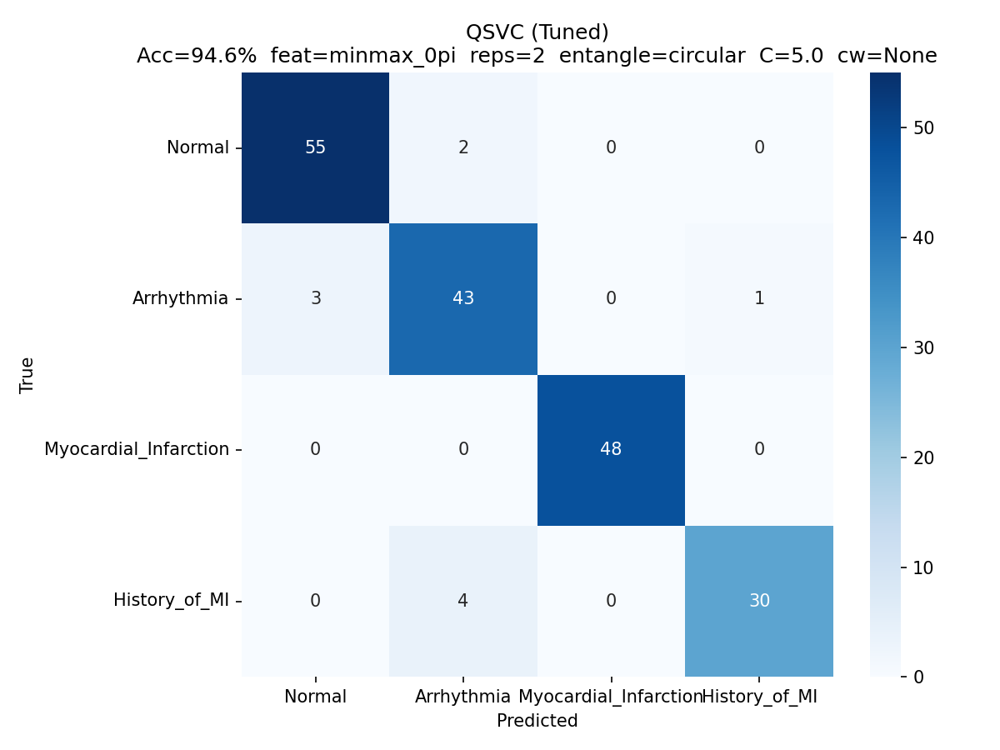 QSVC (Tuned)
Acc=94.6%  feat=minmax_0pi  reps=2  entangle=circular  C=5.0  cw=None
Normal 55 2 0 0
Arrhythmia 3 43 0 1
Myocardial_Infarction 0 0 48 0
History_of_MI 0 4 0 30
True
Normal Arrhythmia Myocardial_Infarction History_of_MI
Predicted
50
40
30
20
10
0